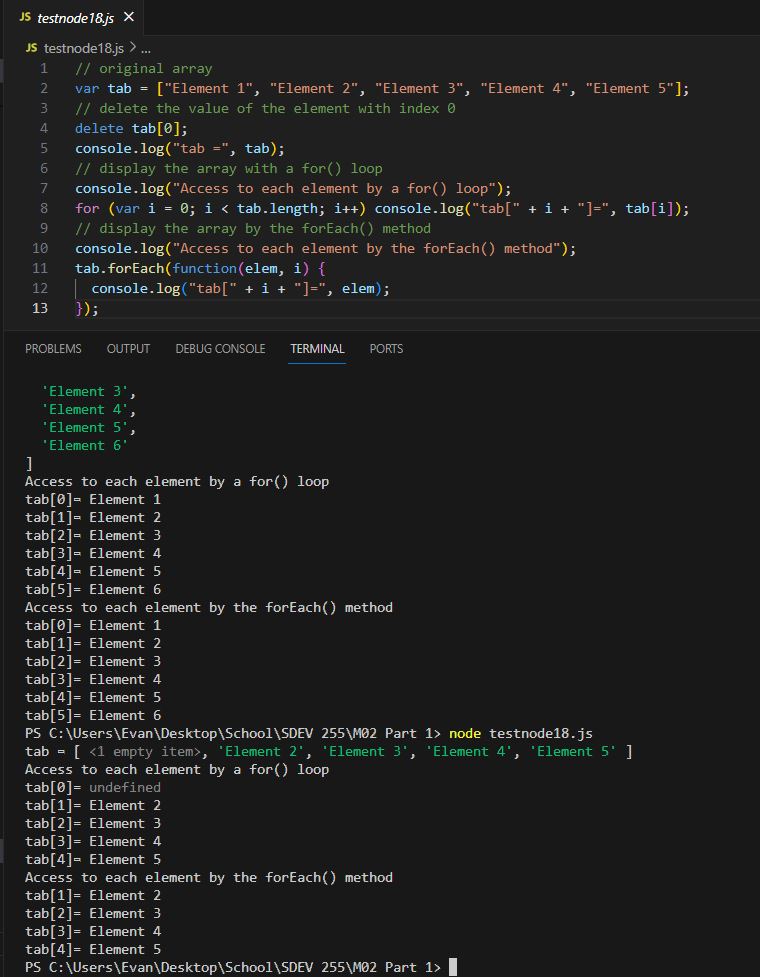 JS testnode18.js ×
JS testnode18.js > ...
1 // original array
2 var tab = ["Element 1", "Element 2", "Element 3", "Element 4", "Element 5"];
3 // delete the value of the element with index 0
4 delete tab[0];
5 console.log("tab =", tab);
6 // display the array with a for() loop
7 console.log("Access to each element by a for() loop");
8 for (var i = 0; i < tab.length; i++) console.log("tab[" + i + "]=", tab[i]);
9 // display the array by the forEach() method
10 console.log("Access to each element by the forEach() method");
11 tab.forEach(function(elem, i) {
12   console.log("tab[" + i + "]=", elem);
13 });
PROBLEMS OUTPUT DEBUG CONSOLE TERMINAL PORTS
  'Element 3',
  'Element 4',
  'Element 5',
  'Element 6'
]
Access to each element by a for() loop
tab[0]= Element 1
tab[1]= Element 2
tab[2]= Element 3
tab[3]= Element 4
tab[4]= Element 5
tab[5]= Element 6
Access to each element by the forEach() method
tab[0]= Element 1
tab[1]= Element 2
tab[2]= Element 3
tab[3]= Element 4
tab[4]= Element 5
tab[5]= Element 6
PS C:\Users\Evan\Desktop\School\SDEV 255\M02 Part 1> node testnode18.js
tab = [ <1 empty item>, 'Element 2', 'Element 3', 'Element 4', 'Element 5' ]
Access to each element by a for() loop
tab[0]= undefined
tab[1]= Element 2
tab[2]= Element 3
tab[3]= Element 4
tab[4]= Element 5
Access to each element by the forEach() method
tab[1]= Element 2
tab[2]= Element 3
tab[3]= Element 4
tab[4]= Element 5
PS C:\Users\Evan\Desktop\School\SDEV 255\M02 Part 1>